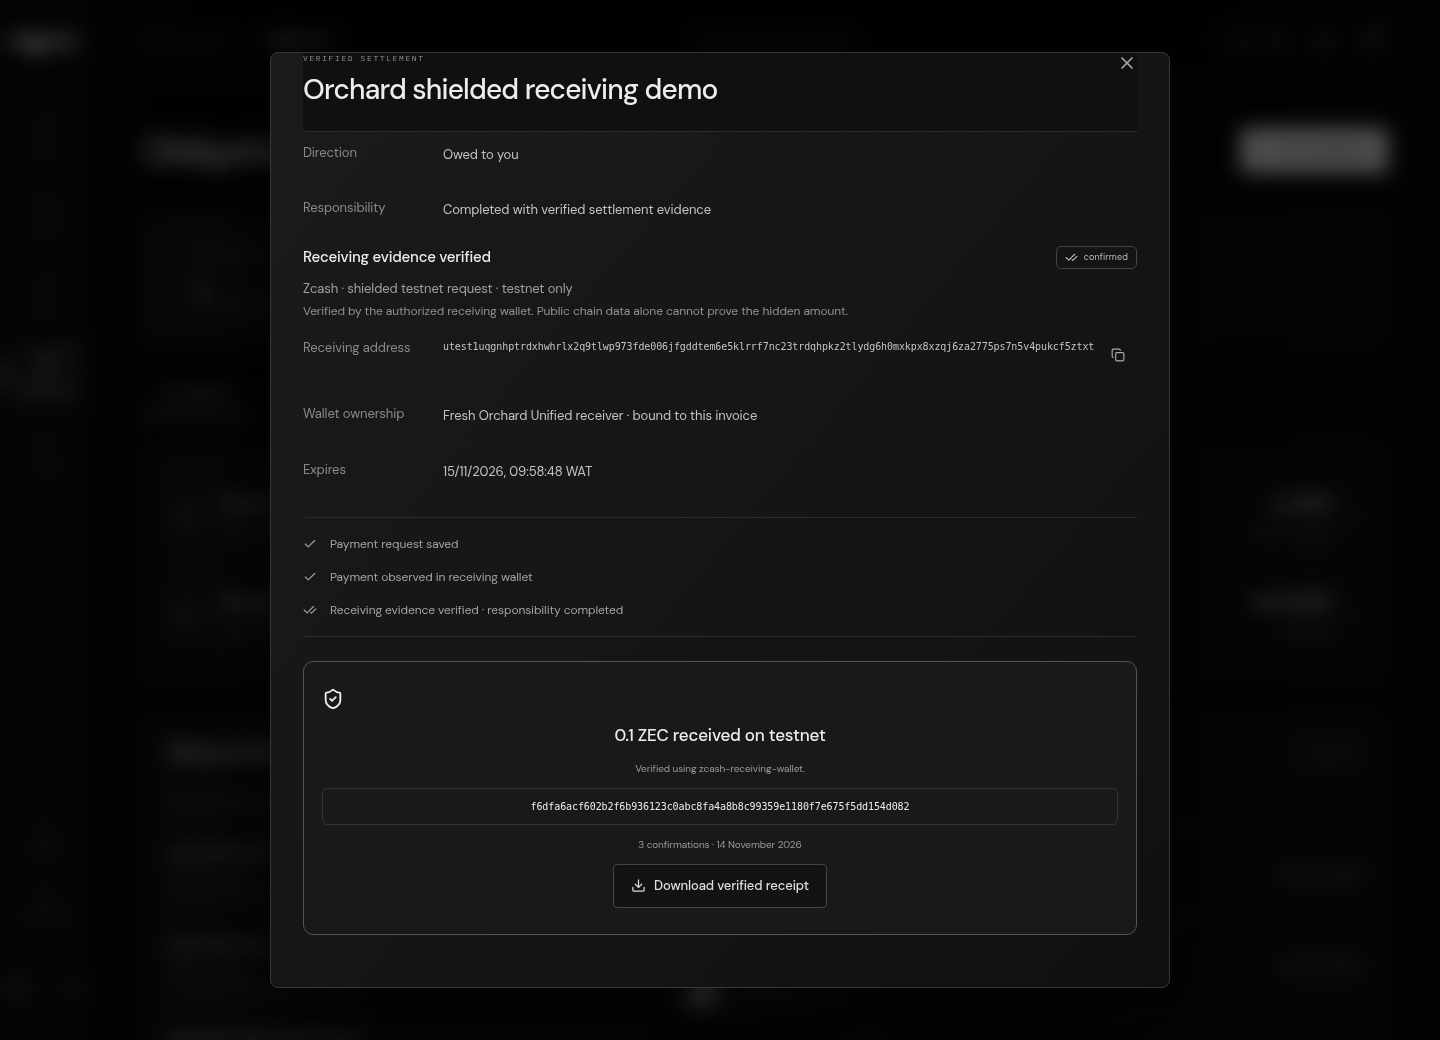 VERIFIED SETTLEMENT
Orchard shielded receiving demo
Direction
Owed to you
Responsibility
Completed with verified settlement evidence
Receiving evidence verified
confirmed
Zcash · shielded testnet request · testnet only
Verified by the authorized receiving wallet. Public chain data alone cannot prove the hidden amount.
Receiving address
utest1uqgnhptrdxhwhrlx2q9tlwp973fde006jfgddtem6e5klrrf7nc23trdqhpkz2tlydg6h0mxkpx8xzqj6za2775ps7n5v4pukcf5ztxt
Wallet ownership
Fresh Orchard Unified receiver · bound to this invoice
Expires
15/11/2026, 09:58:48 WAT
Payment request saved
Payment observed in receiving wallet
Receiving evidence verified · responsibility completed
0.1 ZEC received on testnet
Verified using zcash-receiving-wallet.
f6dfa6acf602b2f6b936123c0abc8fa4a8b8c99359e1180f7e675f5dd154d082
3 confirmations · 14 November 2026
Download verified receipt